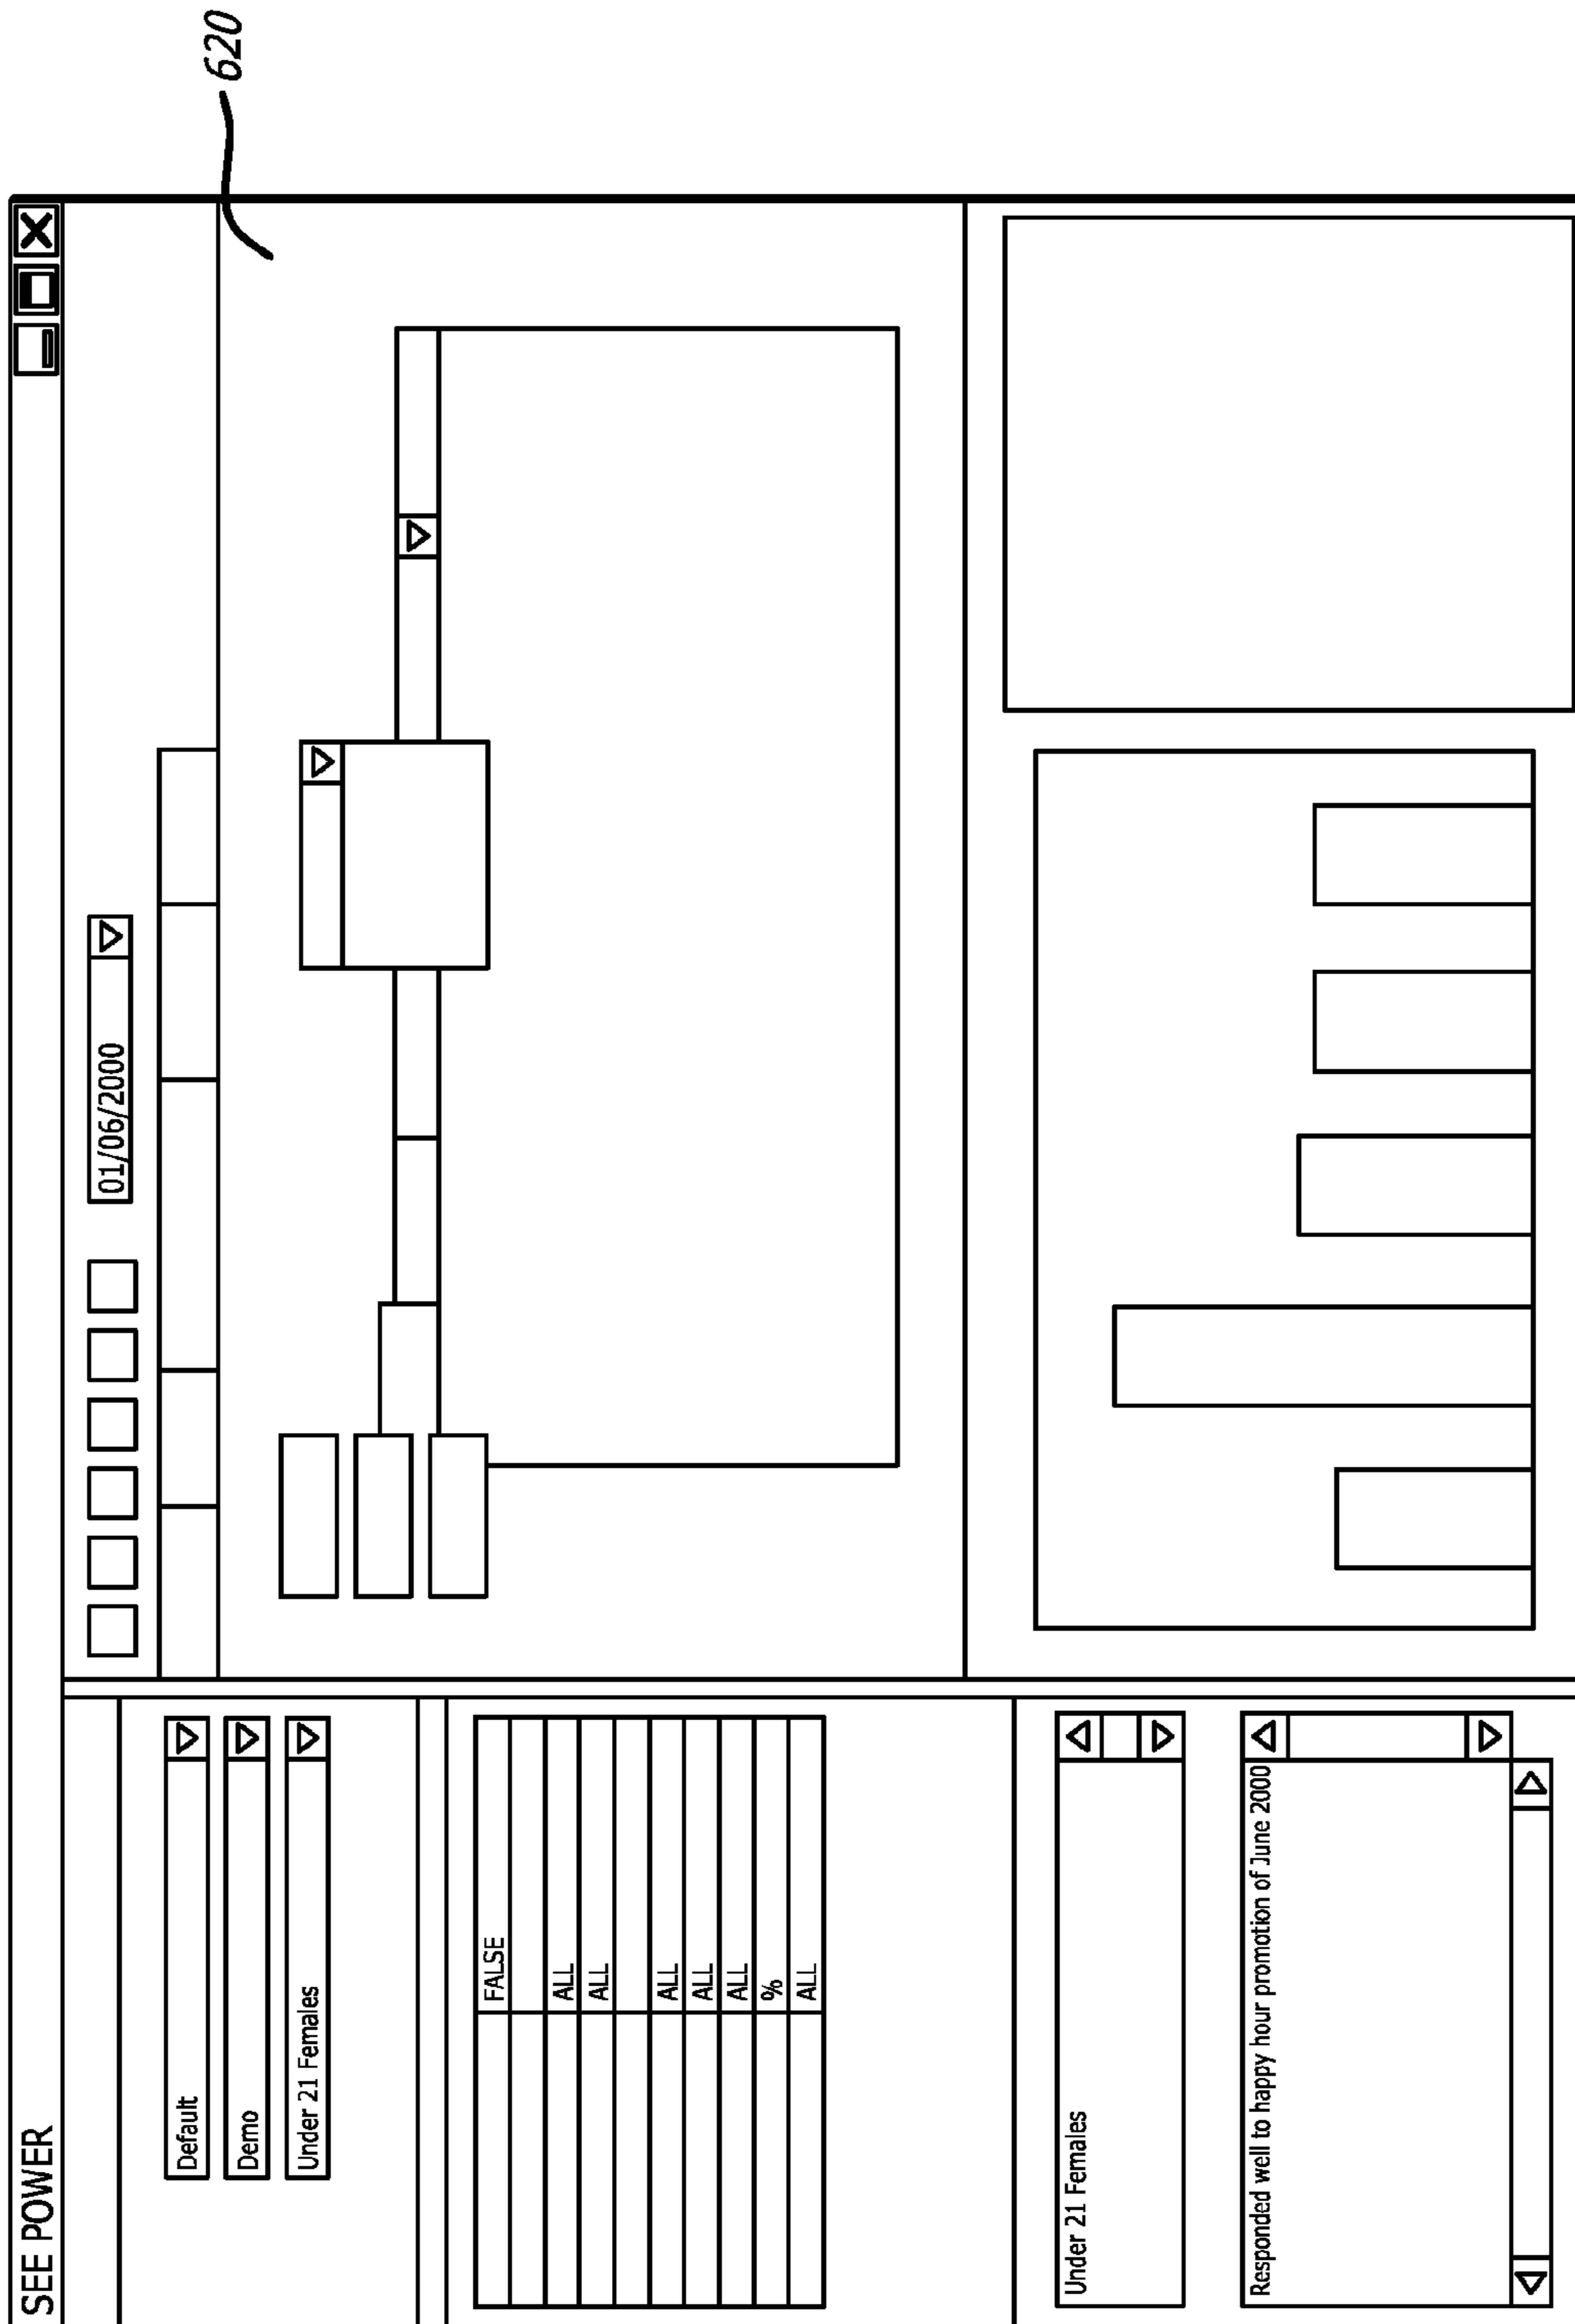 SEE POWER
01/06/2000
620
Default
Demo
Under 21 Females
FALSE
ALL
ALL
ALL
ALL
ALL
%
ALL
Under 21 Females
Responded well to happy hour promotion of June 2000